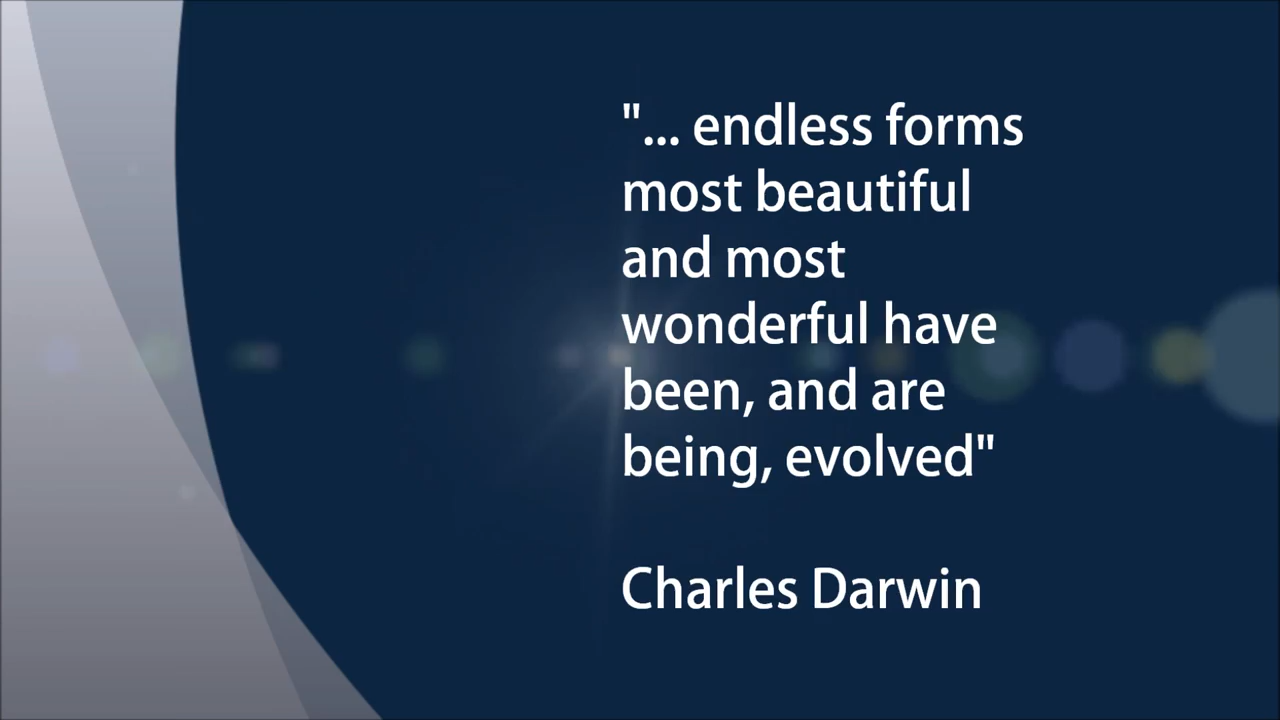 "... endless forms
most beautiful
and most
wonderful have
been, and are
being, evolved"
Charles Darwin